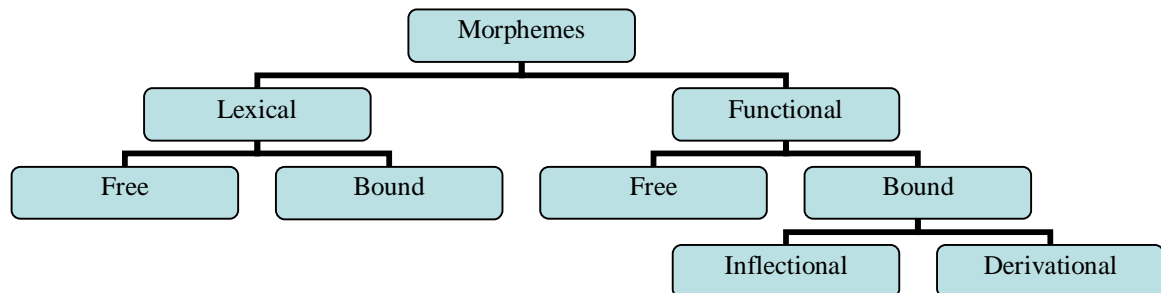 Morphemes
Lexical
Functional
Free
Bound
Free
Bound
Inflectional
Derivational